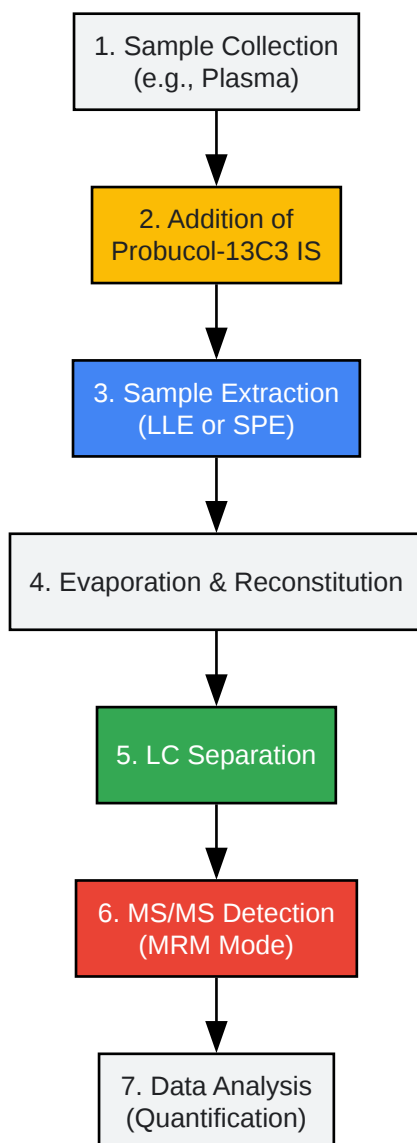 1. Sample Collection
(e.g., Plasma)
2. Addition of
Probucol-13C3 IS
3. Sample Extraction
(LLE or SPE)
4. Evaporation & Reconstitution
5. LC Separation
6. MS/MS Detection
(MRM Mode)
7. Data Analysis
(Quantification)